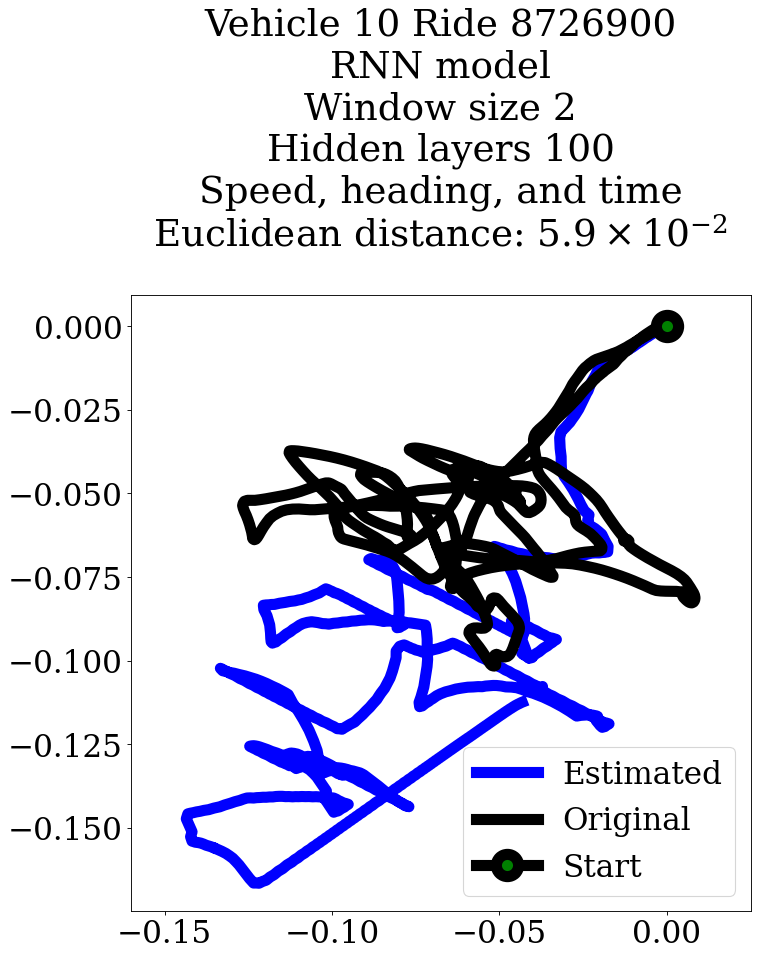 Vehicle 10 Ride 8726900
RNN model
Window size 2
Hidden layers 100
Speed, heading, and time
Euclidean distance: 5.9 × 10⁻²
0.000
−0.025
−0.050
−0.075
−0.100
−0.125
−0.150
Estimated
Original
Start
−0.15 −0.10 −0.05 0.00